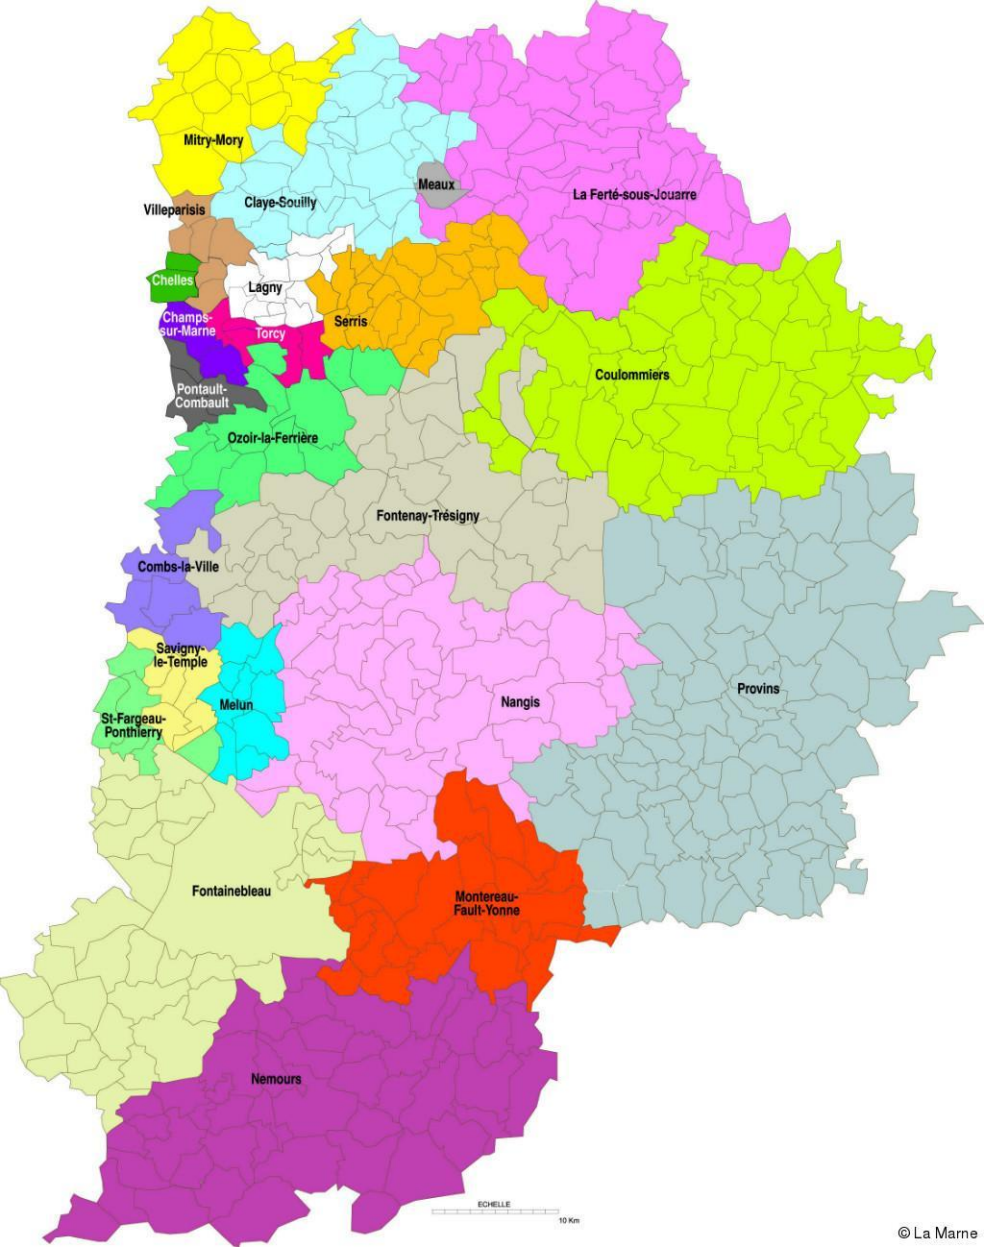 Mitry-Mory
Meaux
La Ferté-sous-Jouarre
Claye-Souilly
Villeparisis
Chelles
Lagny
Champs-
sur-Marne
Serris
Torcy
Coulommiers
Pontault-
Combault
Ozoir-la-Ferrière
Fontenay-Trésigny
Combs-la-Ville
Savigny-
le-Temple
Provins
Nangis
Melun
St-Fargeau-
Ponthierry
Fontainebleau
Montereau-
Fault-Yonne
Nemours
ECHELLE
10 Km
© La Marne